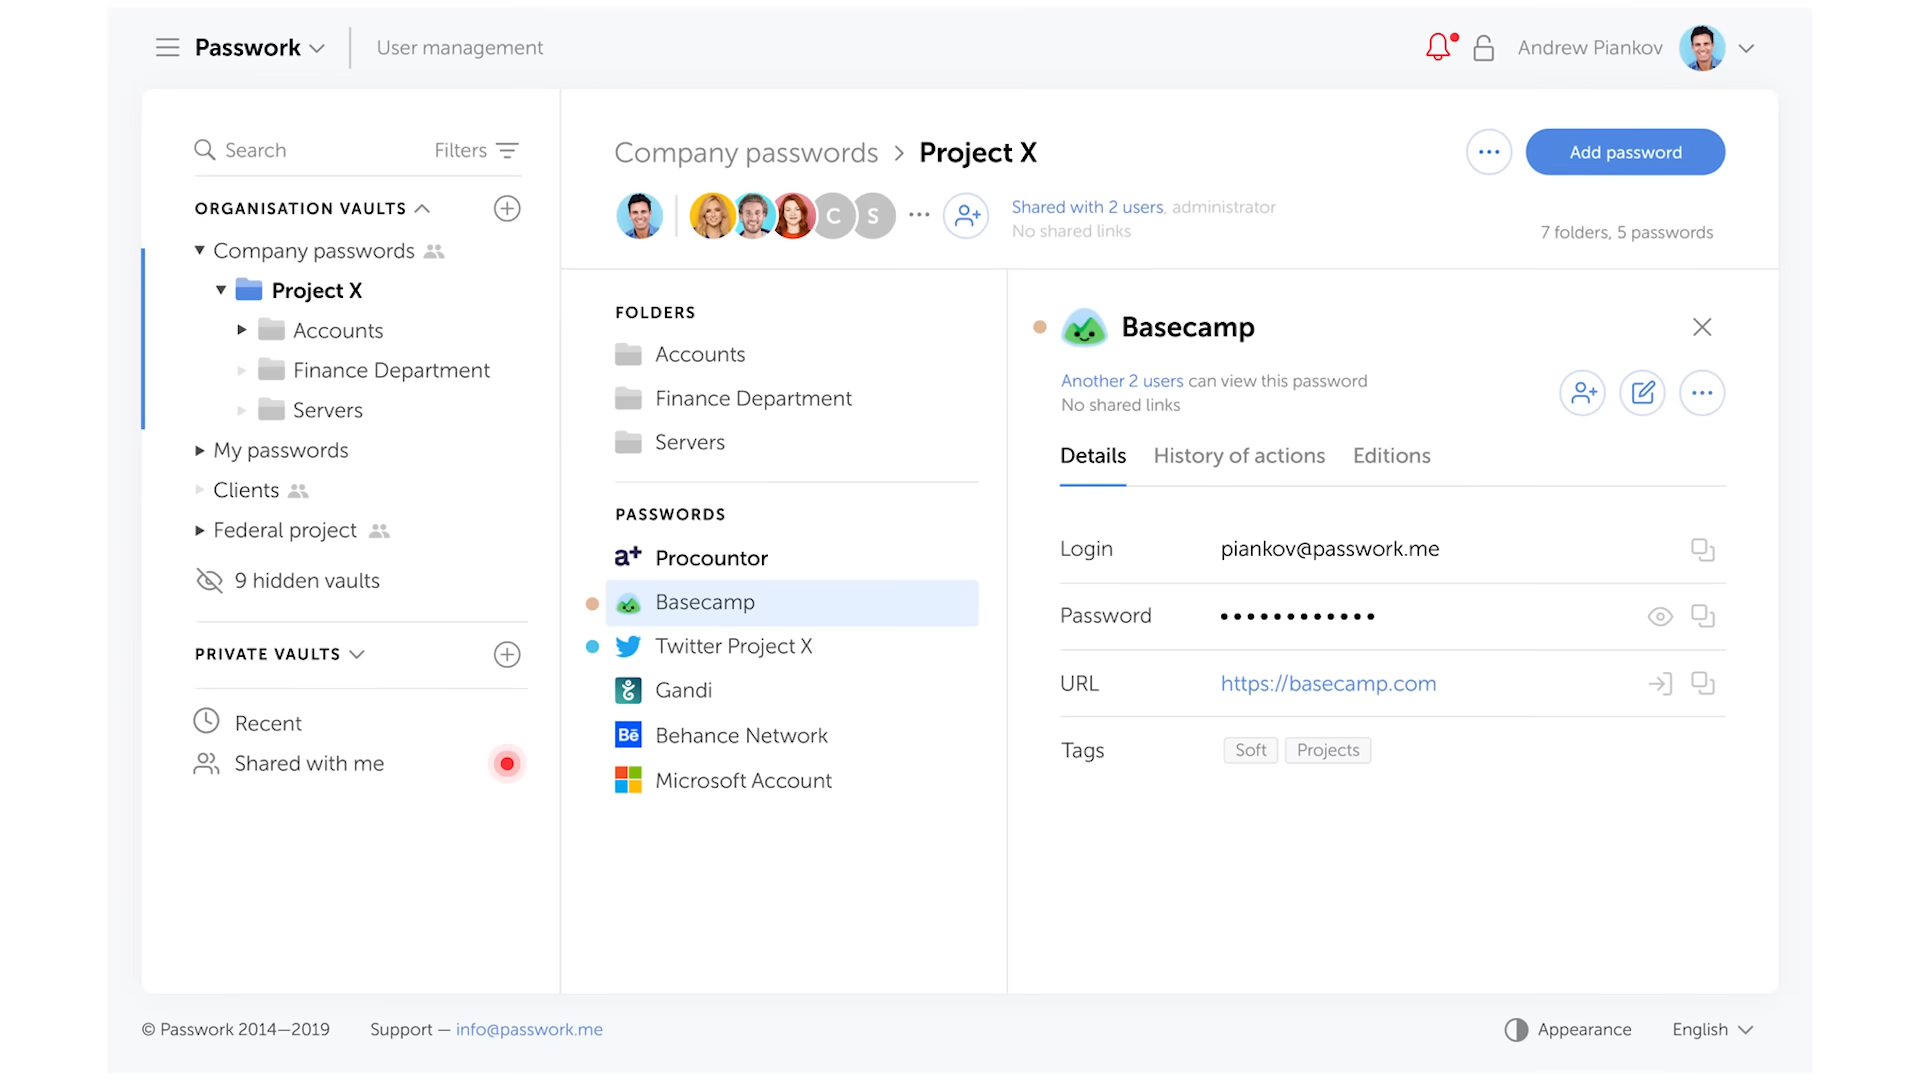 Passwork
User management
Andrew Piankov
Search
Filters
ORGANISATION VAULTS
Company passwords
Project X
Accounts
Finance Department
Servers
My passwords
Clients
Federal project
9 hidden vaults
PRIVATE VAULTS
Recent
Shared with me
Company passwords > Project X
Add password
C
S
Shared with 2 users, administrator
No shared links
7 folders, 5 passwords
FOLDERS
Accounts
Finance Department
Servers
PASSWORDS
a+ Procountor
Basecamp
Twitter Project X
Gandi
Bē Behance Network
Microsoft Account
Basecamp
Another 2 users can view this password
No shared links
Details
History of actions
Editions
Login piankov@passwork.me
Password ••••••••••••
URL https://basecamp.com
Tags Soft Projects
© Passwork 2014—2019
Support — info@passwork.me
Appearance
English